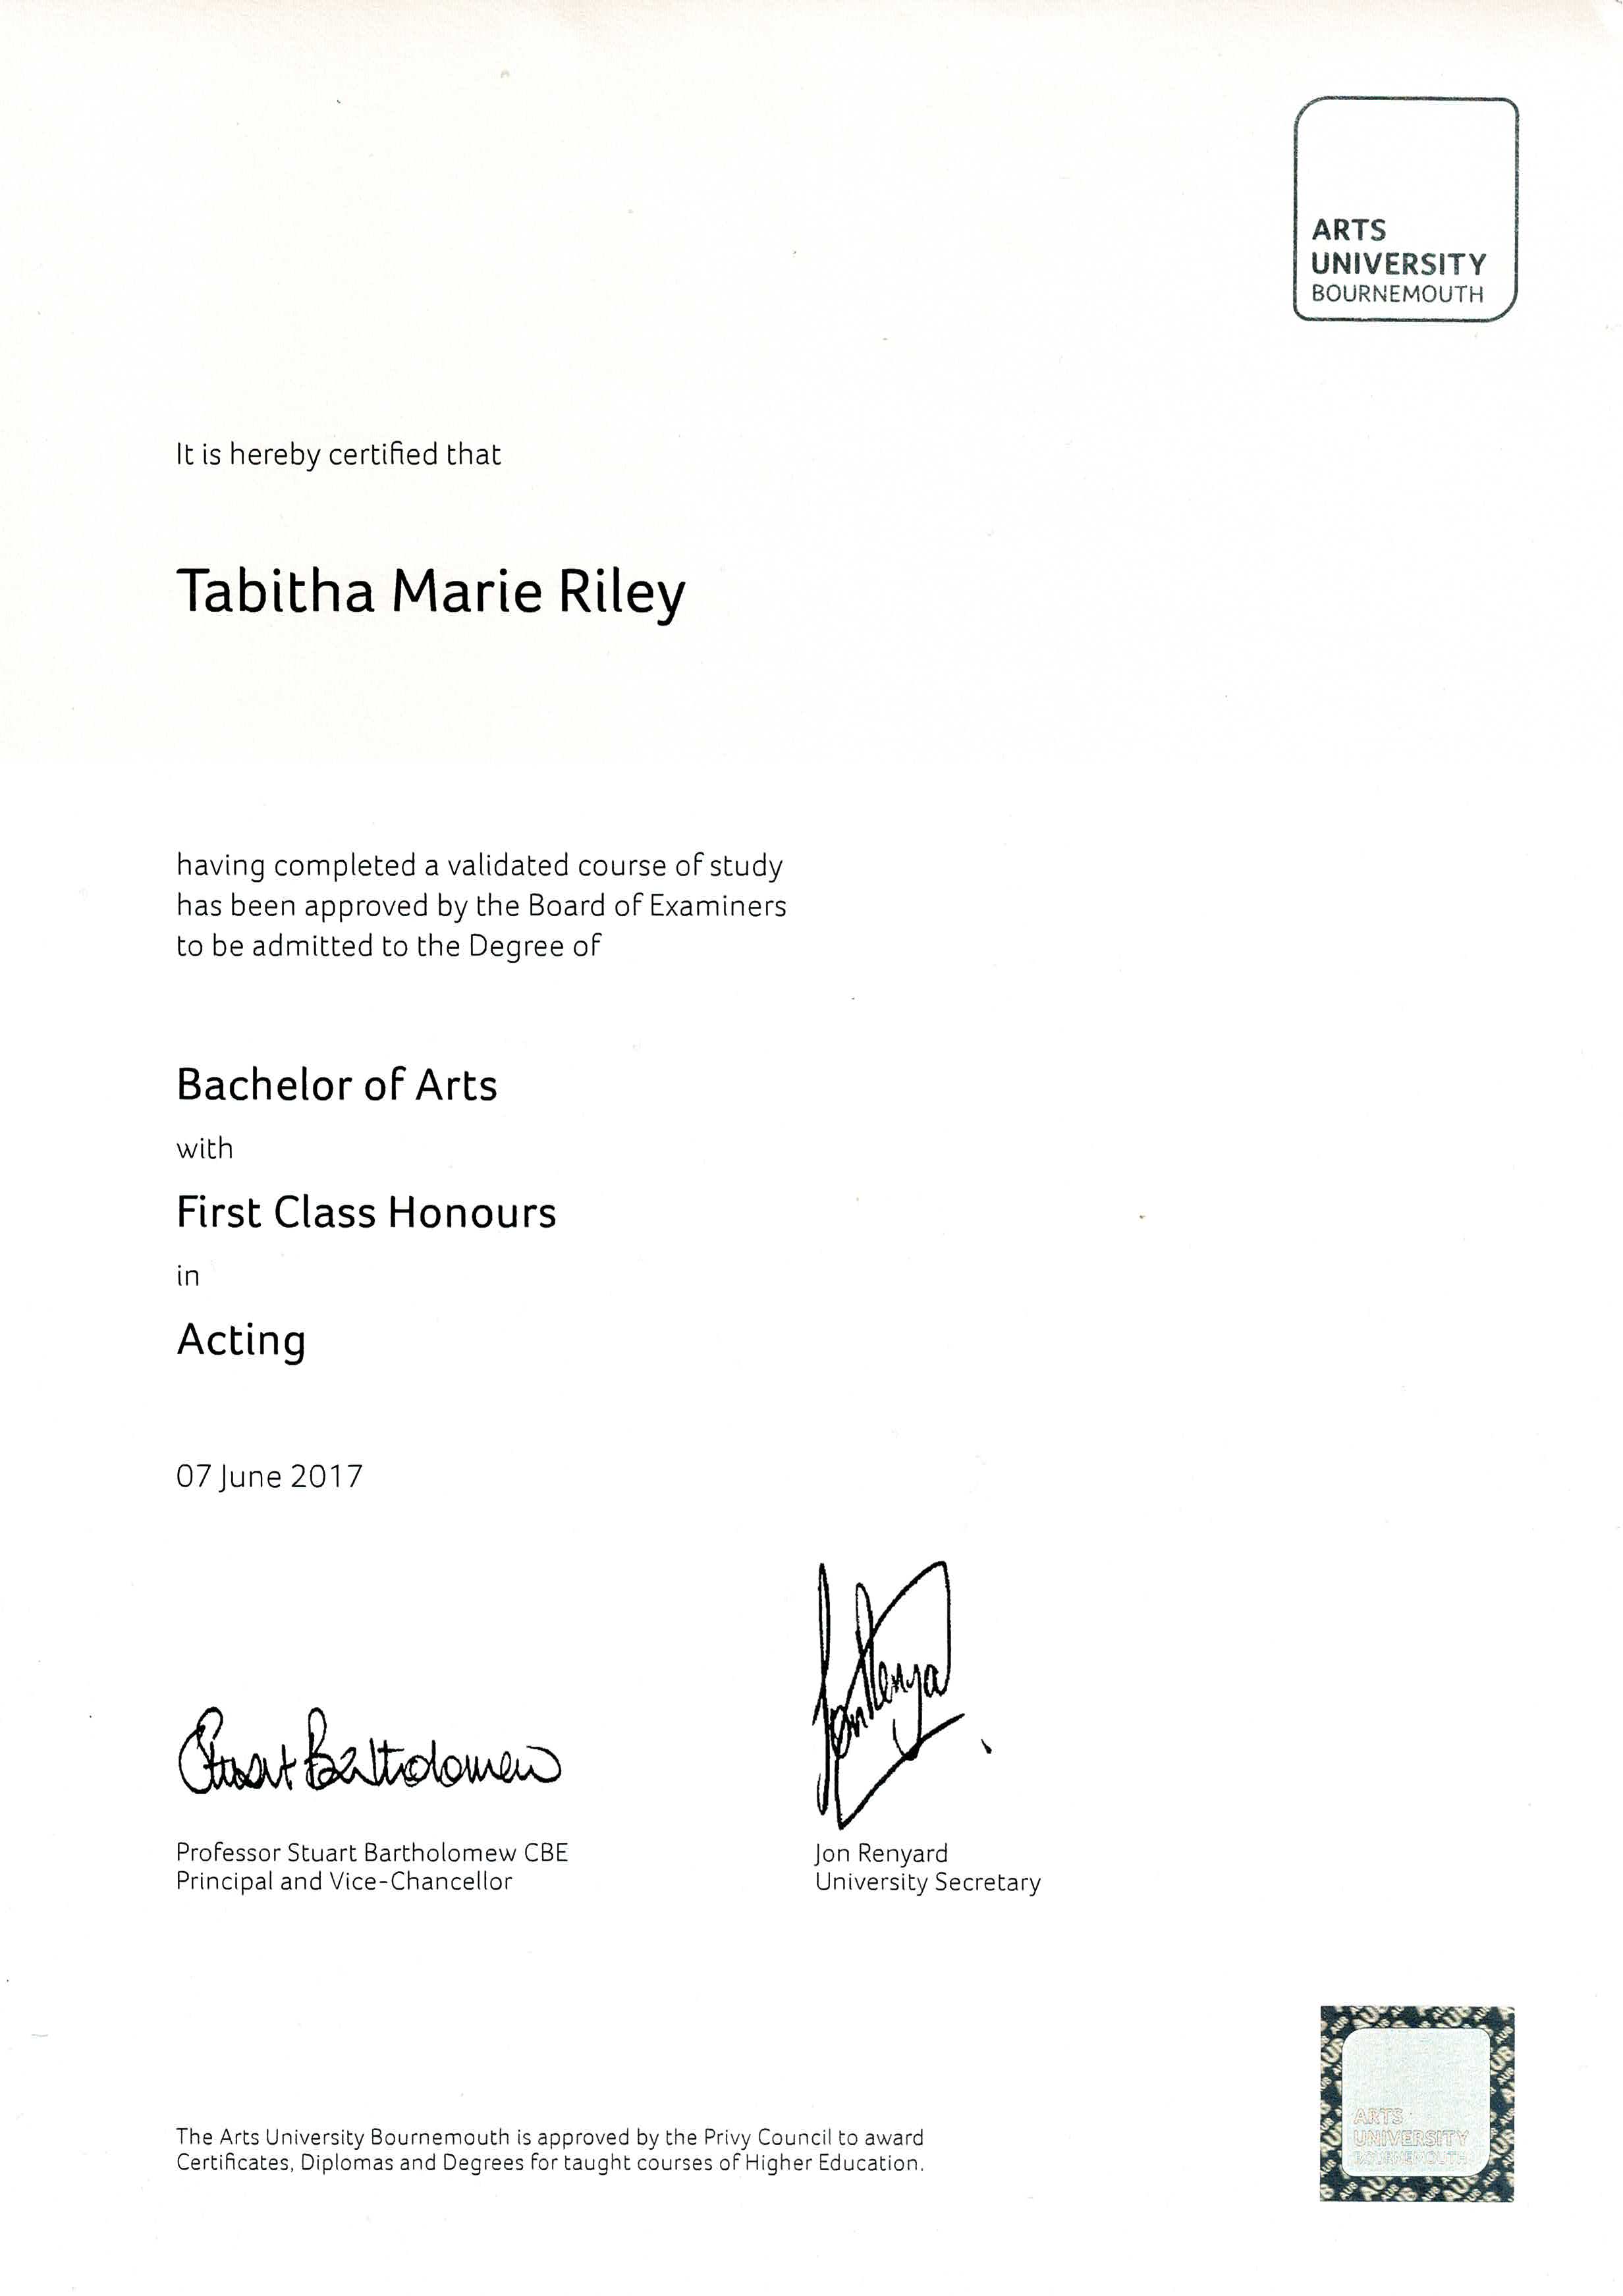 ARTS
UNIVERSITY
BOURNEMOUTH
It is hereby certified that
Tabitha Marie Riley
having completed a validated course of study
has been approved by the Board of Examiners
to be admitted to the Degree of
Bachelor of Arts
with
First Class Honours
in
Acting
07 June 2017
Stuart Bartholomew
Jon Renyard
Professor Stuart Bartholomew CBE
Principal and Vice-Chancellor
Jon Renyard
University Secretary
The Arts University Bournemouth is approved by the Privy Council to award
Certificates, Diplomas and Degrees for taught courses of Higher Education.
AUB
ARTS
UNIVERSITY
BOURNEMOUTH